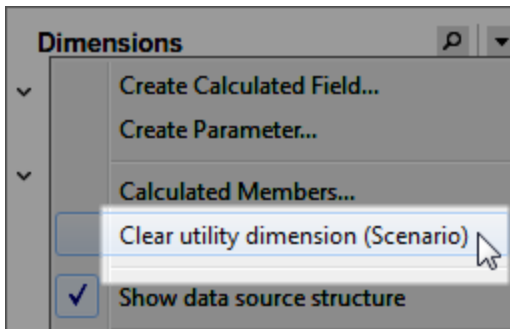 Dimensions
Create Calculated Field...
Create Parameter...
Calculated Members...
Clear utility dimension (Scenario)
Show data source structure